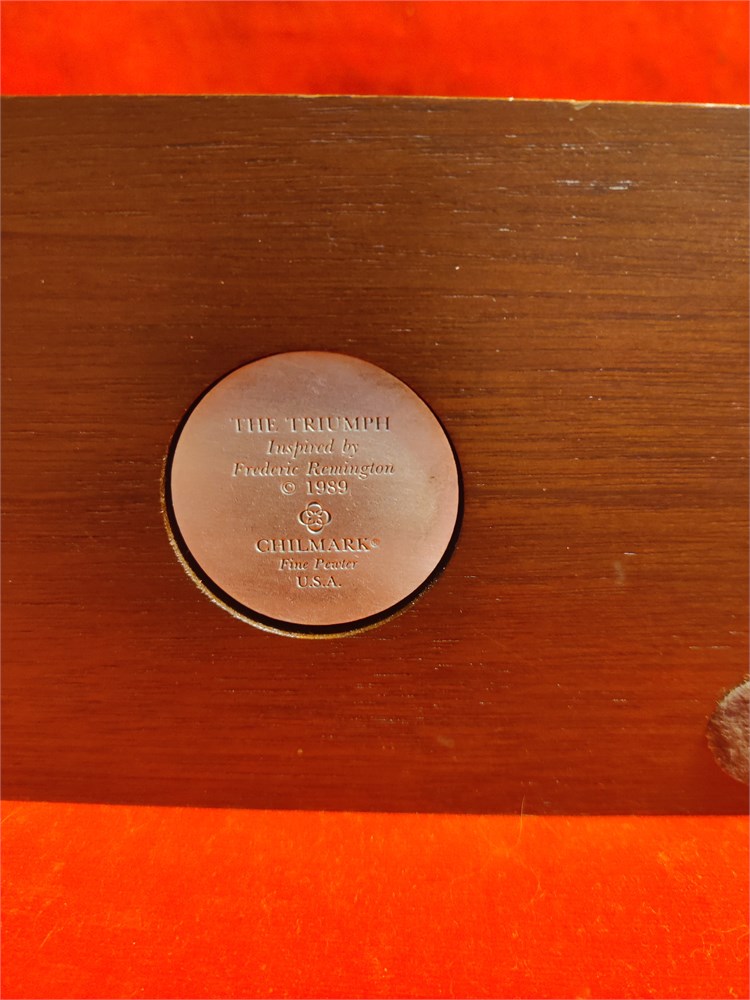 THE TRIUMPH
Inspired by
Frederic Remington
© 1989
CHILMARK®
Fine Pewter
U.S.A.